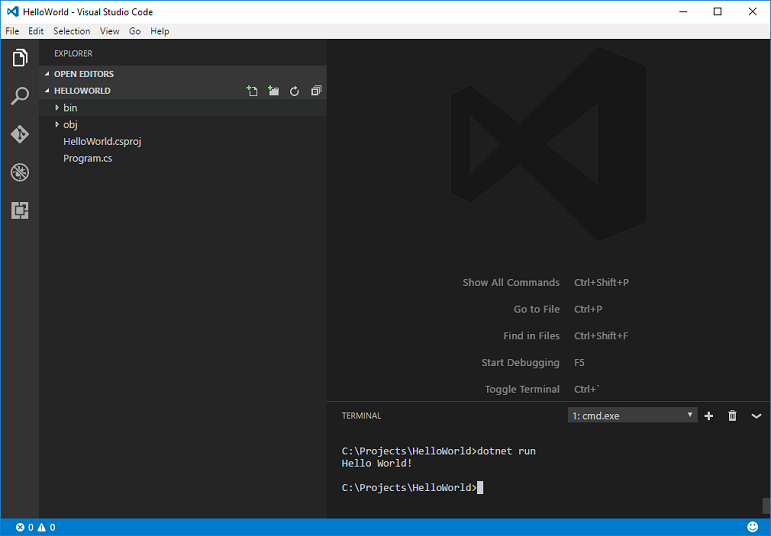 HelloWorld - Visual Studio Code
File Edit Selection View Go Help
EXPLORER
OPEN EDITORS
HELLOWORLD
bin
obj
HelloWorld.csproj
Program.cs
Show All Commands Ctrl+Shift+P
Go to File Ctrl+P
Find in Files Ctrl+Shift+F
Start Debugging F5
Toggle Terminal Ctrl+`
TERMINAL 1: cmd.exe
C:\Projects\HelloWorld>dotnet run
Hello World!
C:\Projects\HelloWorld>
0 0